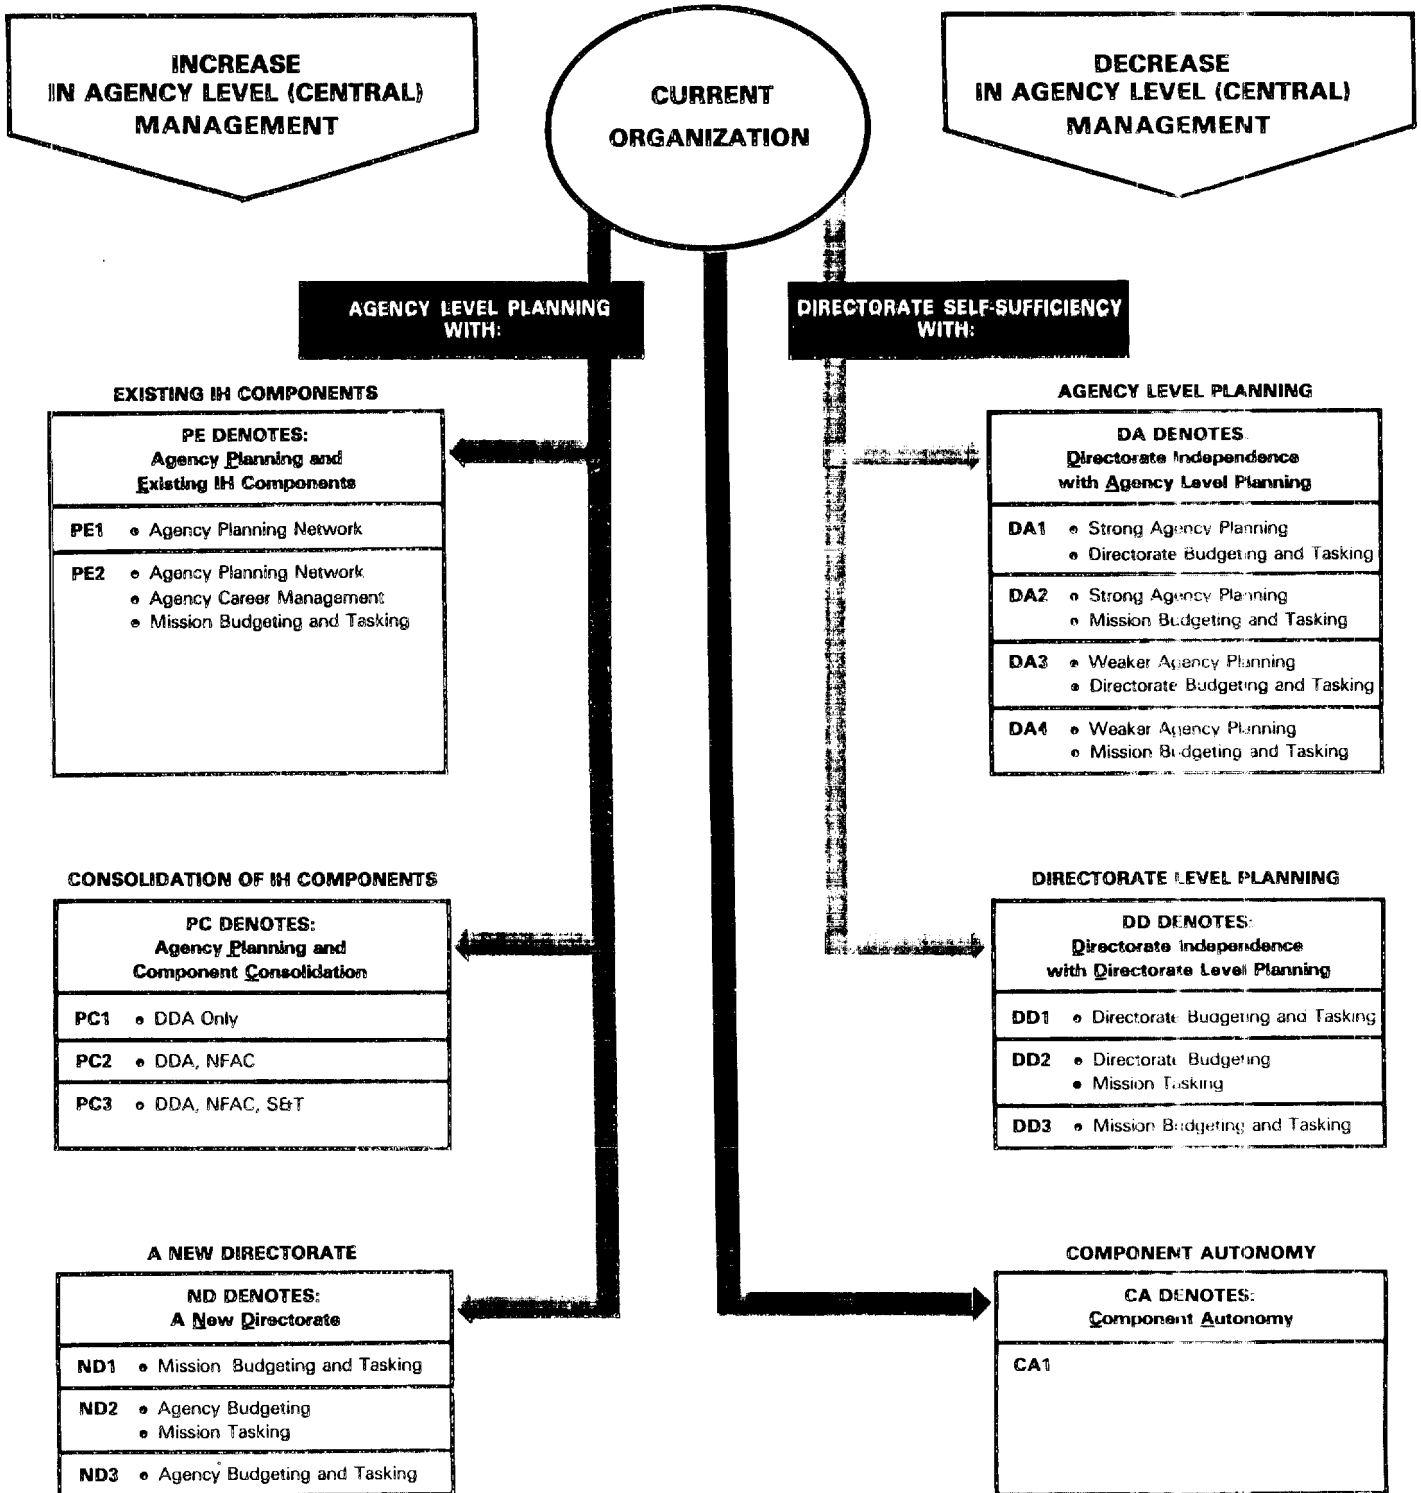 INCREASE
IN AGENCY LEVEL (CENTRAL)
MANAGEMENT
CURRENT
ORGANIZATION
DECREASE
IN AGENCY LEVEL (CENTRAL)
MANAGEMENT
AGENCY LEVEL PLANNING
WITH:
DIRECTORATE SELF-SUFFICIENCY
WITH:
EXISTING IH COMPONENTS
PE DENOTES:
Agency Planning and
Existing IH Components
PE1 • Agency Planning Network
PE2 • Agency Planning Network
• Agency Career Management
• Mission Budgeting and Tasking
CONSOLIDATION OF IH COMPONENTS
PC DENOTES:
Agency Planning and
Component Consolidation
PC1 • DDA Only
PC2 • DDA, NFAC
PC3 • DDA, NFAC, S&T
A NEW DIRECTORATE
ND DENOTES:
A New Directorate
ND1 • Mission Budgeting and Tasking
ND2 • Agency Budgeting
• Mission Tasking
ND3 • Agency Budgeting and Tasking
AGENCY LEVEL PLANNING
DA DENOTES
Directorate Independence
with Agency Level Planning
DA1 • Strong Agency Planning
• Directorate Budgeting and Tasking
DA2 • Strong Agency Planning
• Mission Budgeting and Tasking
DA3 • Weaker Agency Planning
• Directorate Budgeting and Tasking
DA4 • Weaker Agency Planning
• Mission Budgeting and Tasking
DIRECTORATE LEVEL PLANNING
DD DENOTES:
Directorate Independence
with Directorate Level Planning
DD1 • Directorate Budgeting and Tasking
DD2 • Directorate Budgeting
• Mission Tasking
DD3 • Mission Budgeting and Tasking
COMPONENT AUTONOMY
CA DENOTES:
Component Autonomy
CA1